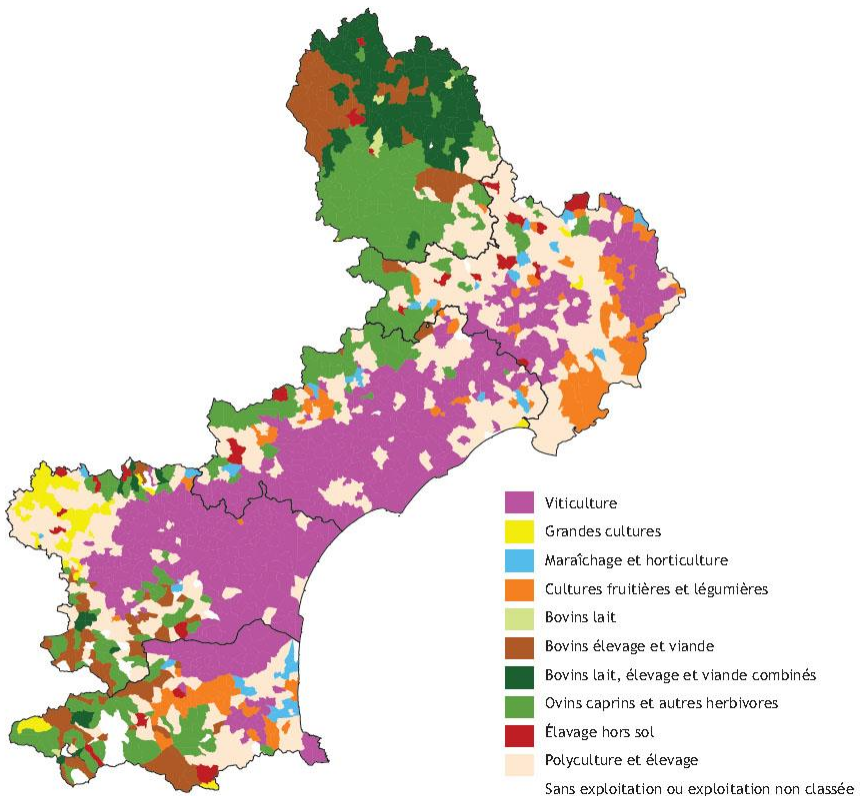 Viticulture
Grandes cultures
Maraîchage et horticulture
Cultures fruitières et légumières
Bovins lait
Bovins élevage et viande
Bovins lait, élevage et viande combinés
Ovins caprins et autres herbivores
Élavage hors sol
Polyculture et élevage
Sans exploitation ou exploitation non classée